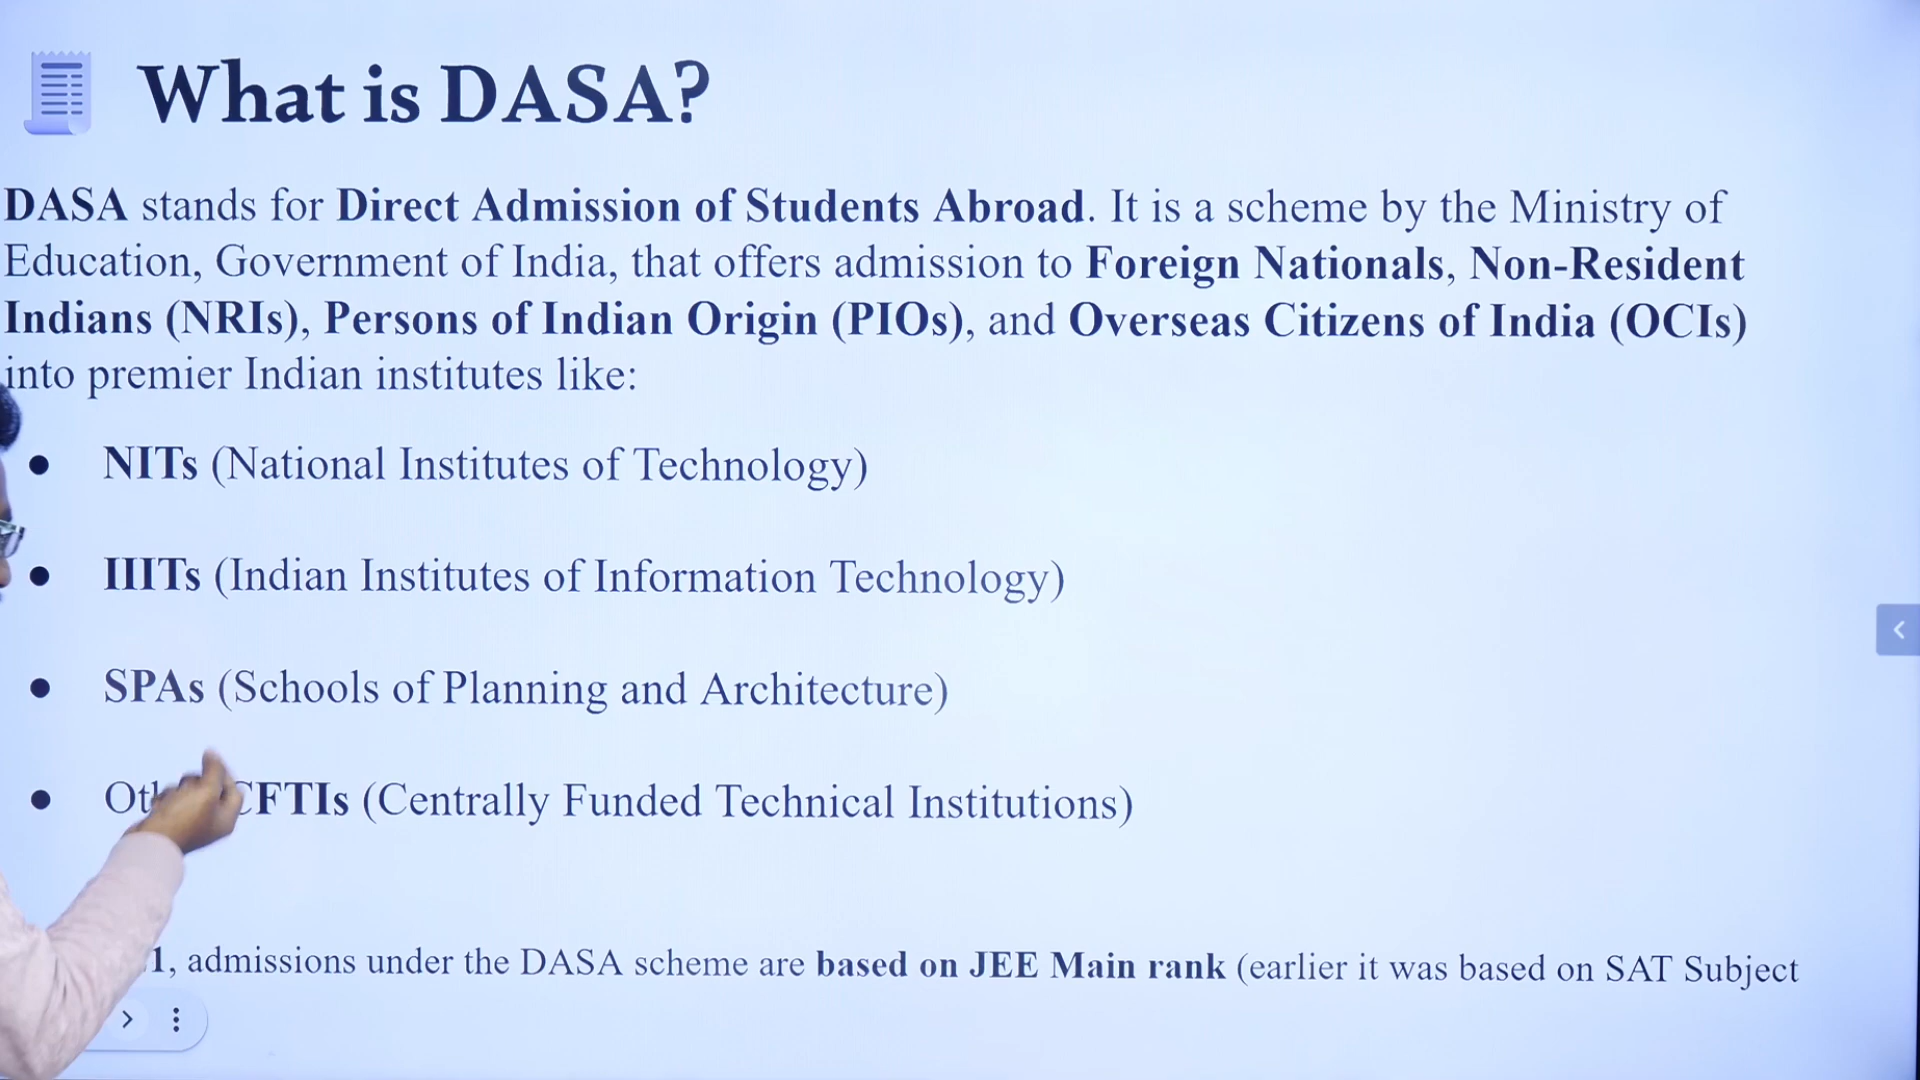 What is DASA?
DASA stands for Direct Admission of Students Abroad. It is a scheme by the Ministry of
Education, Government of India, that offers admission to Foreign Nationals, Non-Resident
Indians (NRIs), Persons of Indian Origin (PIOs), and Overseas Citizens of India (OCIs)
into premier Indian institutes like:
● NITs (National Institutes of Technology)
● IIITs (Indian Institutes of Information Technology)
● SPAs (Schools of Planning and Architecture)
● CFTIs (Centrally Funded Technical Institutions)
1, admissions under the DASA scheme are based on JEE Main rank (earlier it was based on SAT Subject